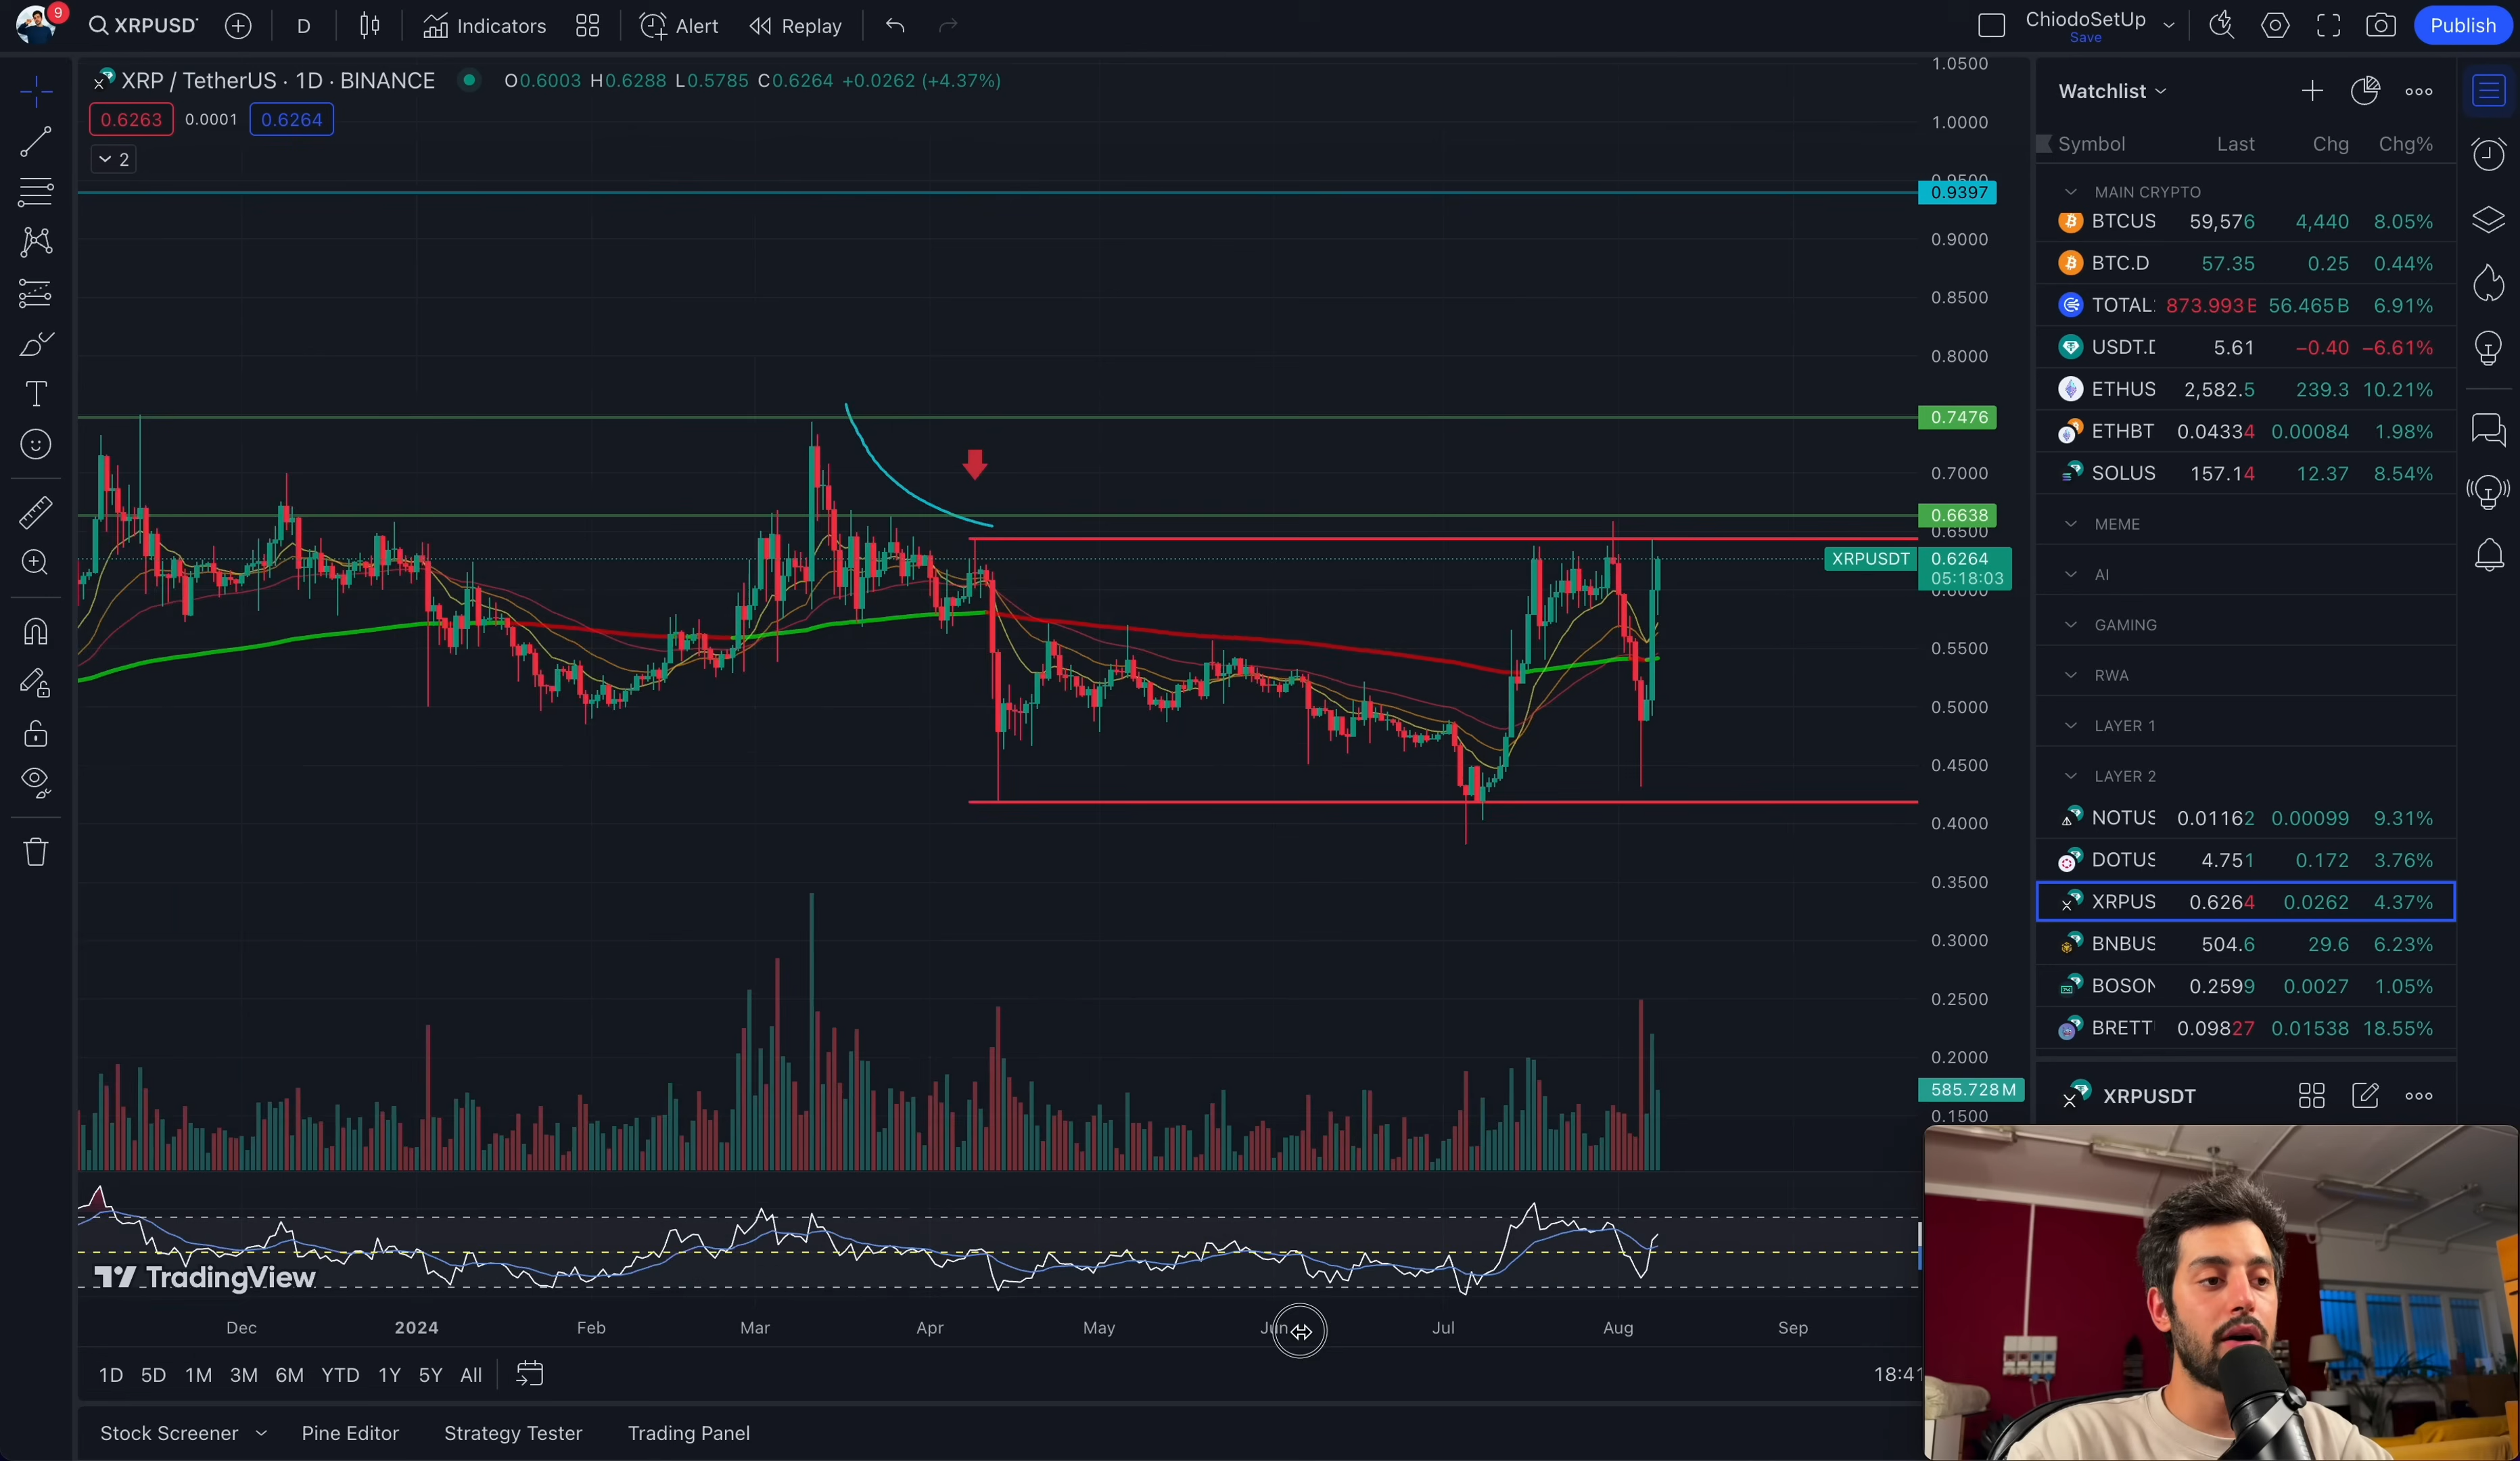 9
XRPUSD
D
Indicators
Alert
Replay
ChiodoSetUp
Save
Publish
XRP / TetherUS · 1D · BINANCE
O0.6003 H0.6288 L0.5785 C0.6264 +0.0262 (+4.37%)
0.6263
0.0001
0.6264
2
1.0500
1.0000
0.9397
0.9000
0.8500
0.8000
0.7476
0.7000
0.6638
0.6500
XRPUSDT
0.6264
05:18:03
0.6000
0.5500
0.5000
0.4500
0.4000
0.3500
0.3000
0.2500
0.2000
585.728 M
0.1500
TradingView
Dec 2024 Feb Mar Apr May Jun Jul Aug Sep
1D 5D 1M 3M 6M YTD 1Y 5Y All
18:41
Stock Screener Pine Editor Strategy Tester Trading Panel
Watchlist
Symbol Last Chg Chg%
MAIN CRYPTO
BTCUS 59,576 4,440 8.05%
BTC.D 57.35 0.25 0.44%
TOTAL 873.993 56.465 B 6.91%
USDT.D 5.61 −0.40 −6.61%
ETHUS 2,582.5 239.3 10.21%
ETHBT 0.04334 0.00084 1.98%
SOLUS 157.14 12.37 8.54%
MEME
AI
GAMING
RWA
LAYER 1
LAYER 2
NOTUS 0.01162 0.00099 9.31%
DOTUS 4.751 0.172 3.76%
XRPUS 0.6264 0.0262 4.37%
BNBUS 504.6 29.6 6.23%
BOSON 0.2599 0.0027 1.05%
BRETT 0.09827 0.01538 18.55%
XRPUSDT